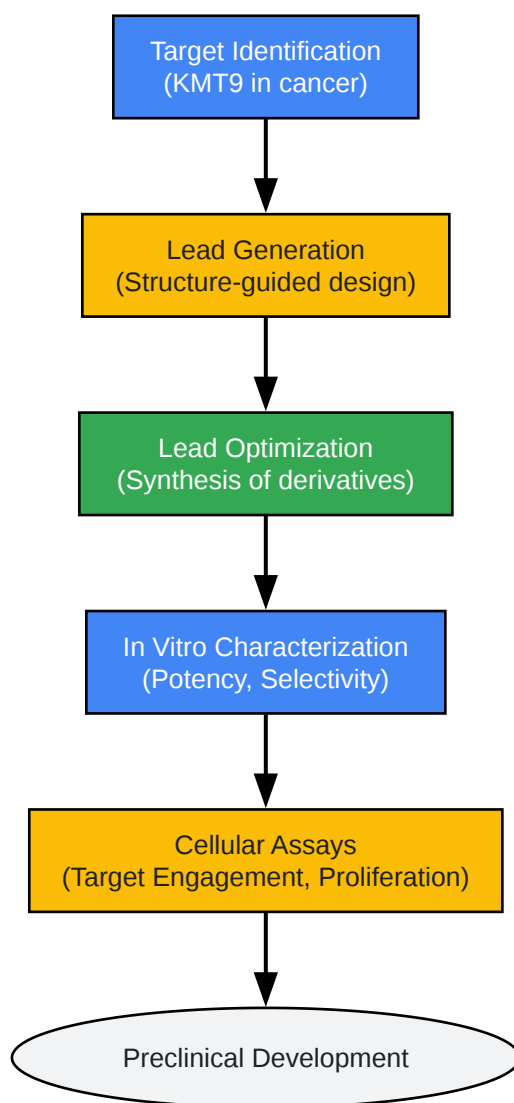 Target Identification
(KMT9 in cancer)
Lead Generation
(Structure-guided design)
Lead Optimization
(Synthesis of derivatives)
In Vitro Characterization
(Potency, Selectivity)
Cellular Assays
(Target Engagement, Proliferation)
Preclinical Development